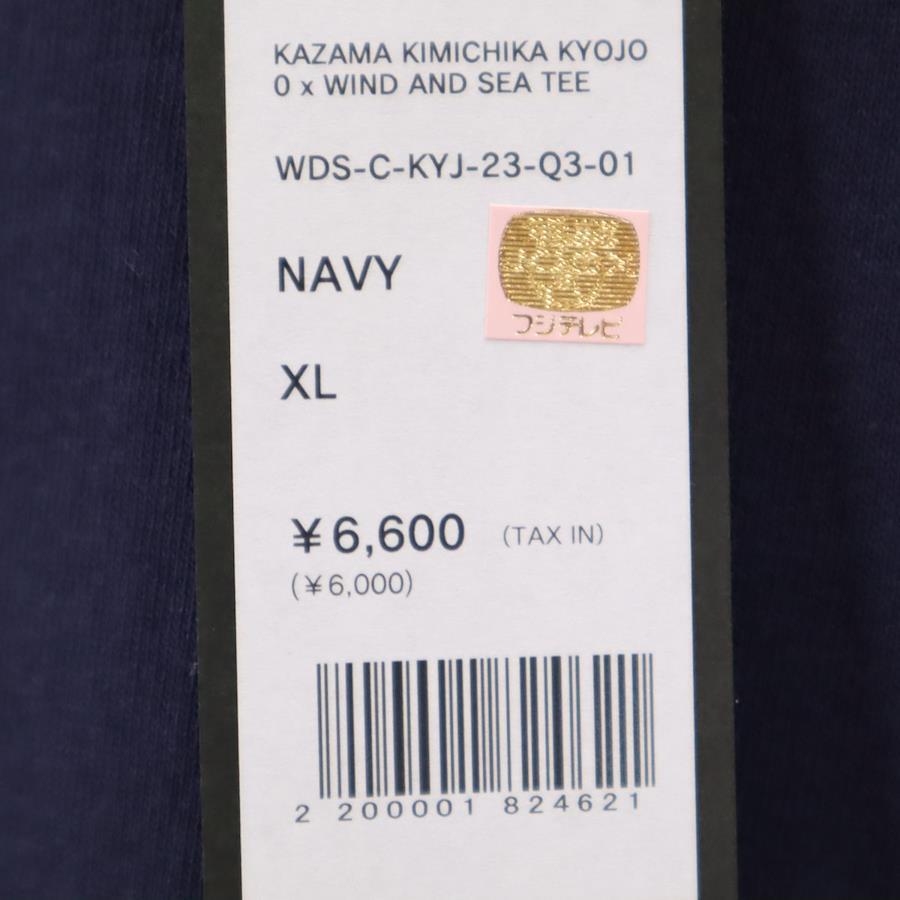 KAZAMA KIMICHIKA KYOJO
0 x WIND AND SEA TEE
WDS-C-KYJ-23-Q3-01
NAVY
フジテレビ
XL
¥6,600 (TAX IN)
(¥6,000)
2 200001 824621